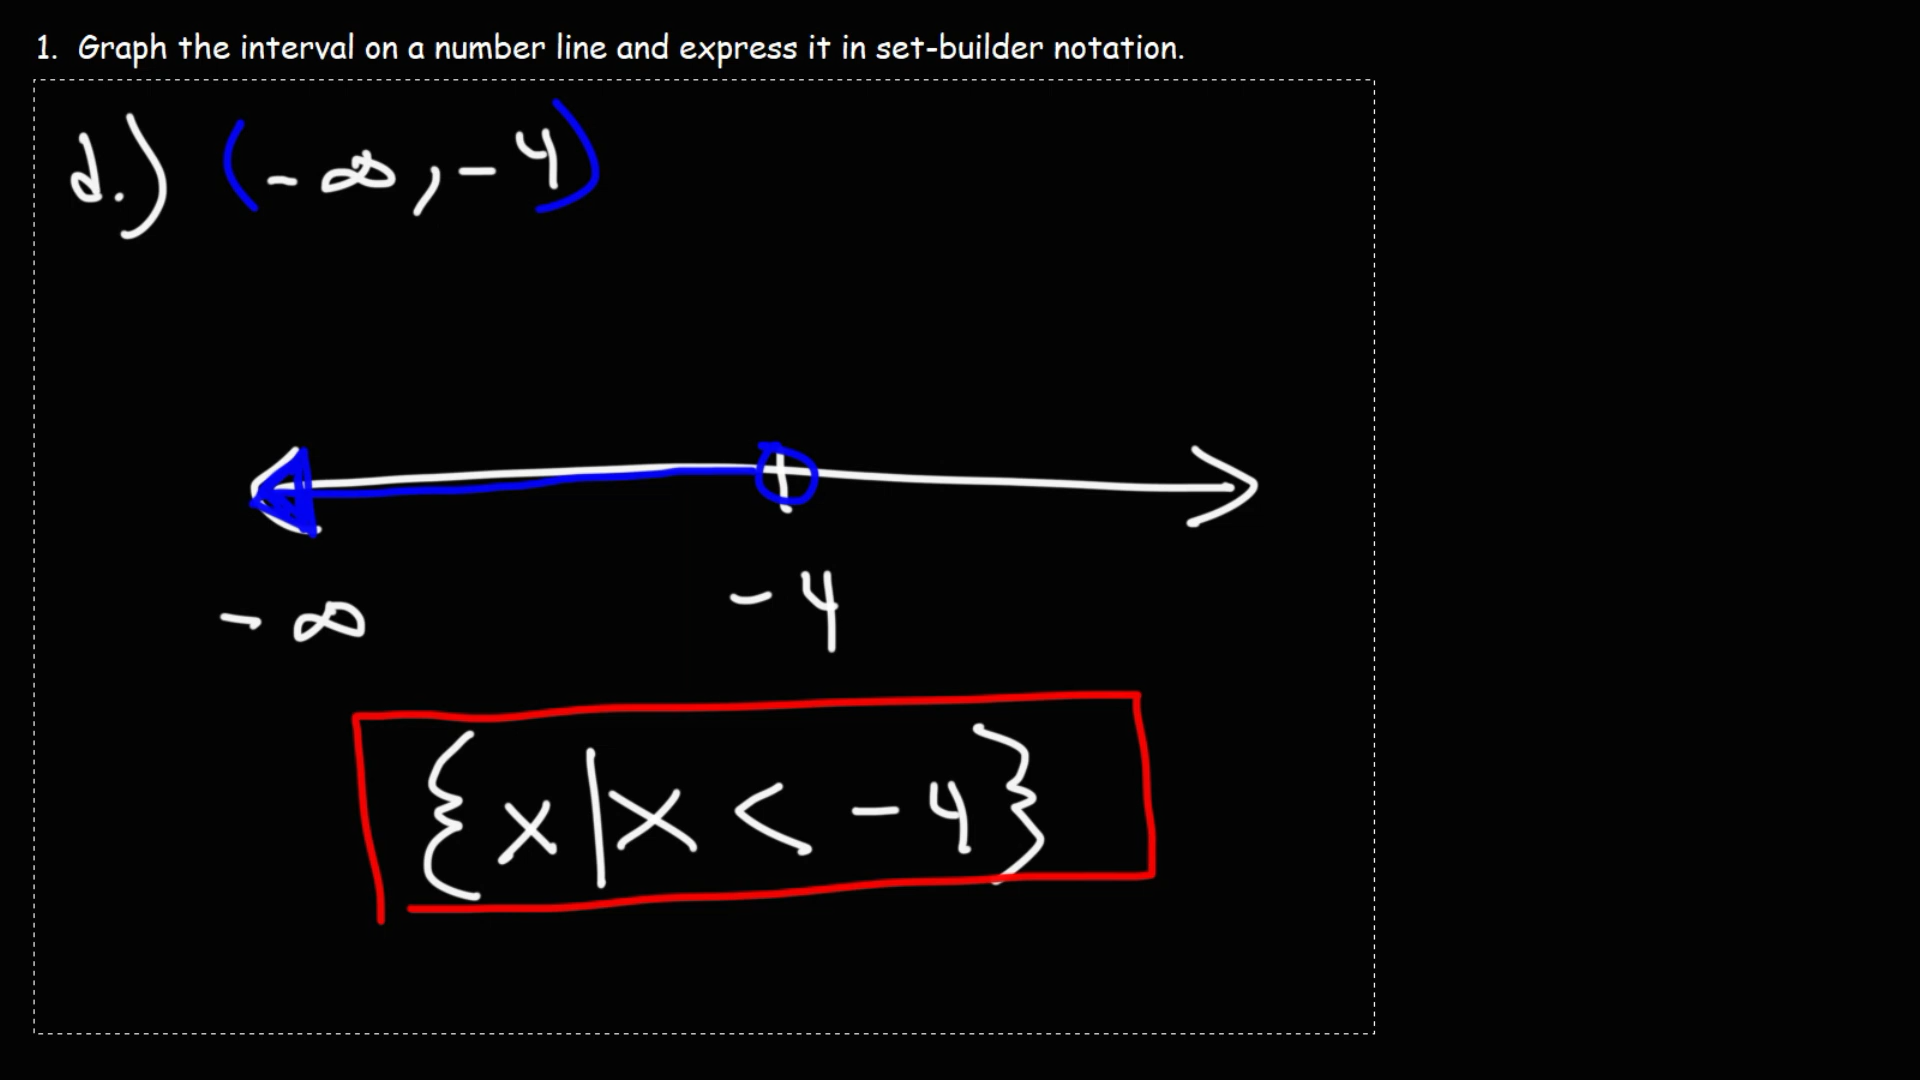 1. Graph the interval on a number line and express it in set-builder notation.
d.) (-∞, -4)
-∞ -4
{x|x < -4}